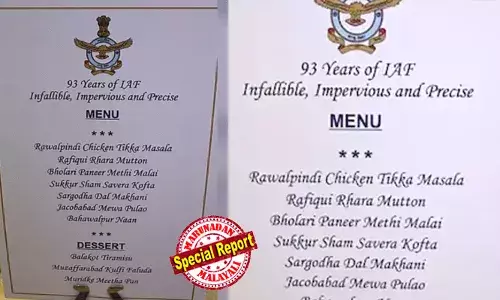 93 Years of IAF
Infallible, Impervious and Precise
MENU
***
Rawalpindi Chicken Tikka Masala
Rafiqui Rhara Mutton
Bholari Paneer Methi Malai
Sukkur Sham Savera Kofta
Sargodha Dal Makhani
Jacobabad Mewa Pulao
Bahawalpur Naan
***
DESSERT
Balakot Tiramisu
Muzaffarabad Kulfi Faluda
Muridke Meetha Pan
MARUNADAN
Special Report
MALAYALI
93 Years of IAF
Infallible, Impervious and Precise
MENU
***
Rawalpindi Chicken Tikka Masala
Rafiqui Rhara Mutton
Bholari Paneer Methi Malai
Sukkur Sham Savera Kofta
Sargodha Dal Makhani
Jacobabad Mewa Pulao